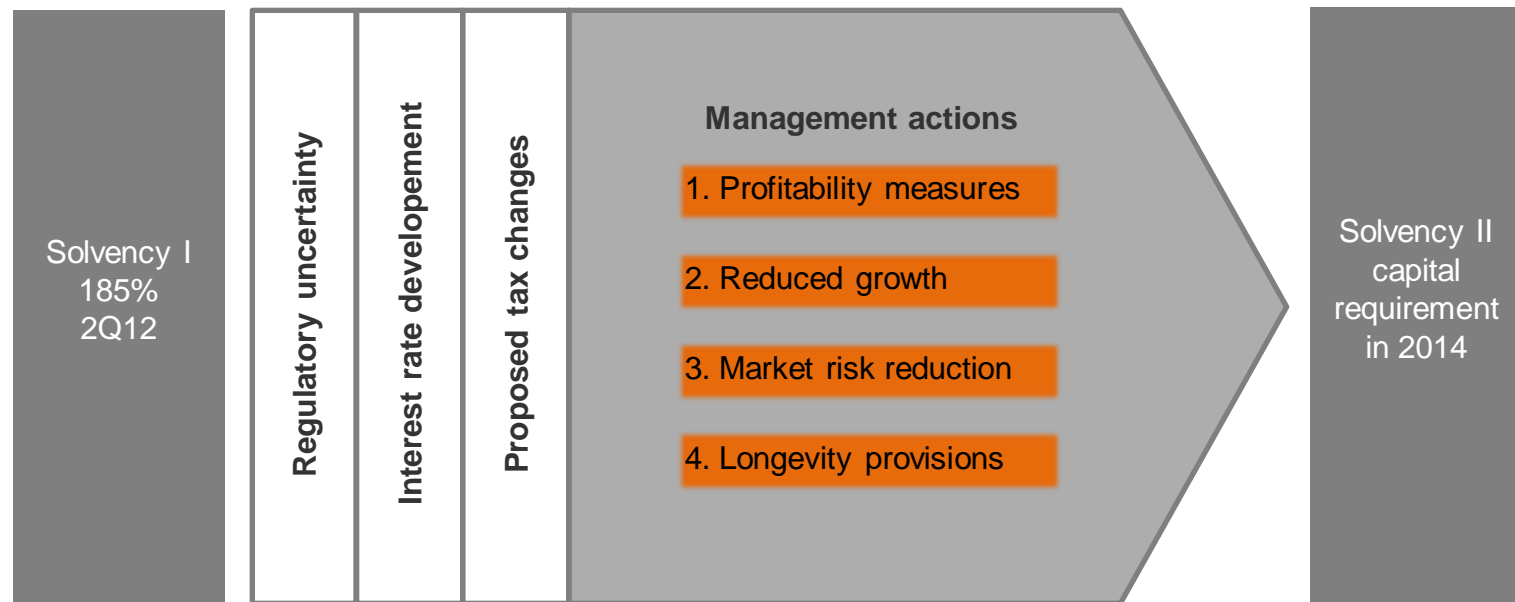 Solvency I
185%
2Q12
Regulatory uncertainty
Interest rate developement
Proposed tax changes
Management actions
1. Profitability measures
2. Reduced growth
3. Market risk reduction
4. Longevity provisions
Solvency II
capital
requirement
in 2014